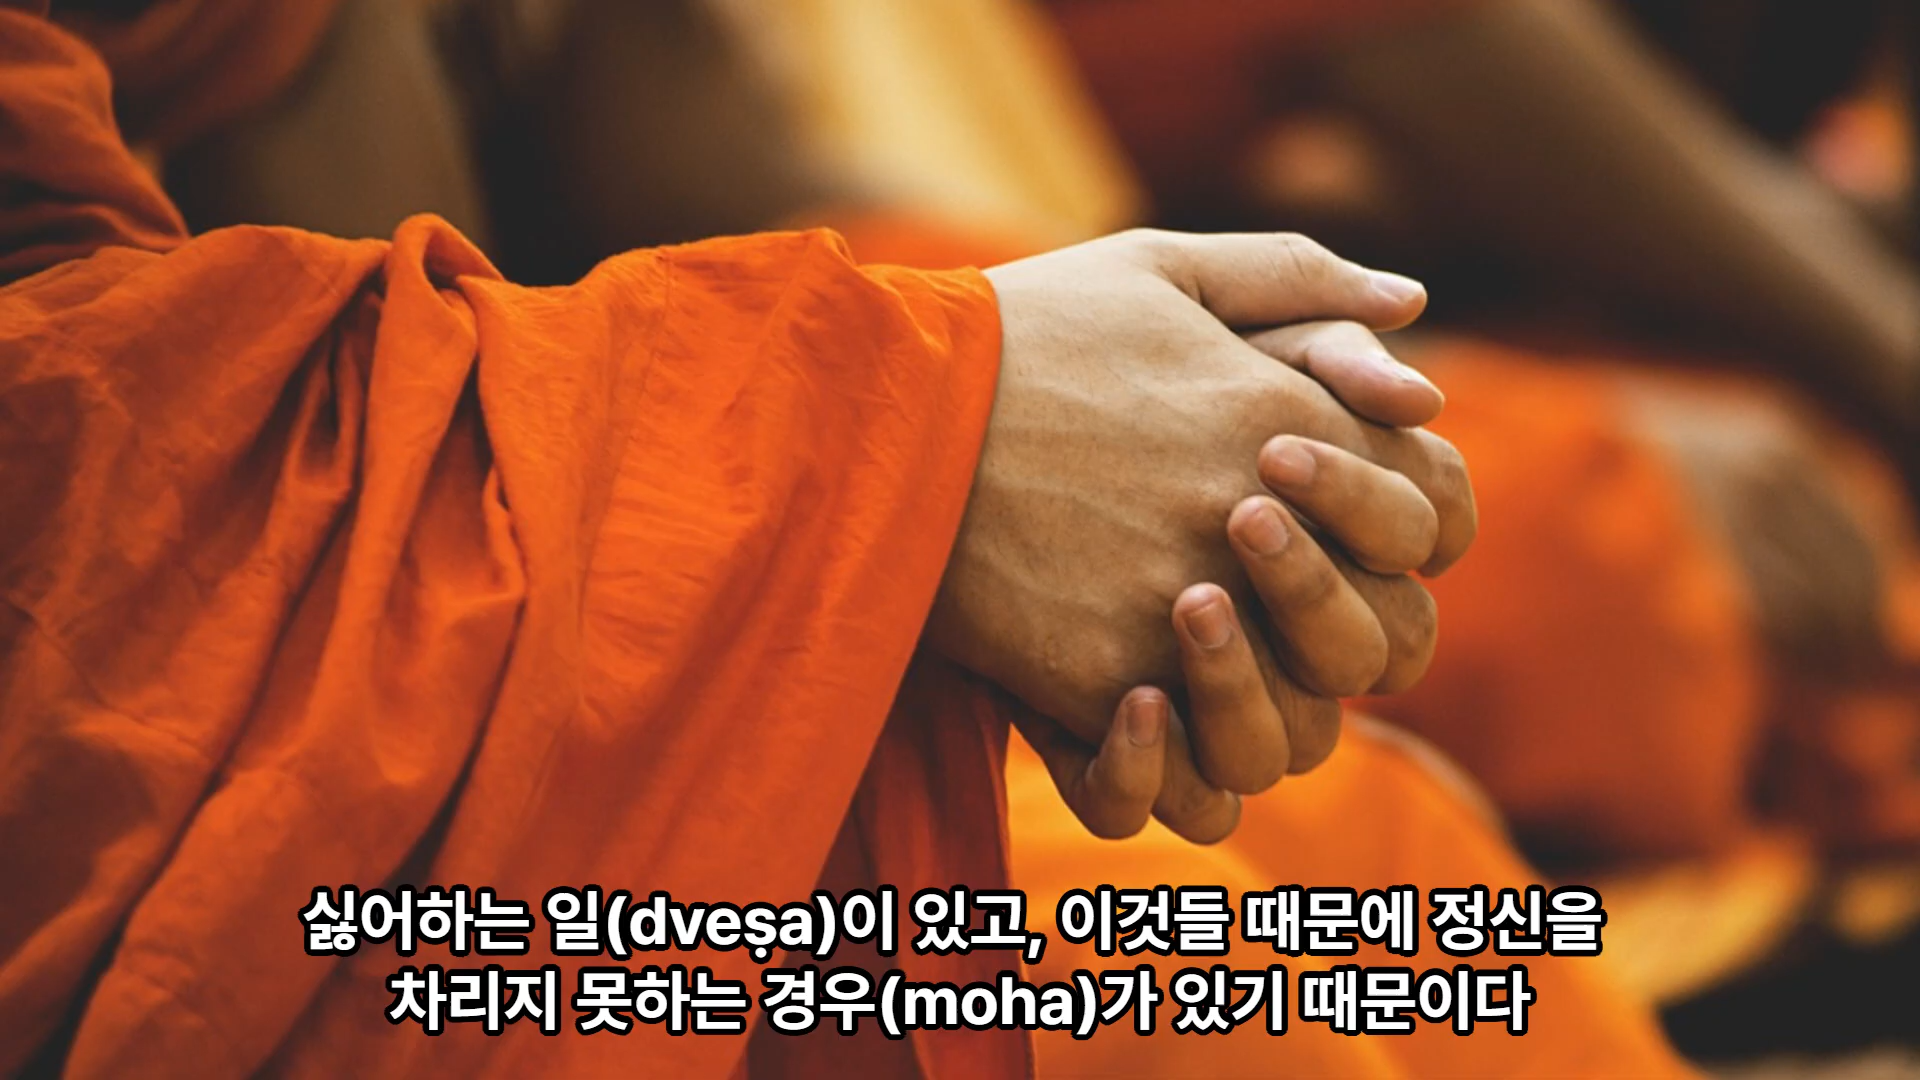 싫어하는 일(dveṣa)이 있고, 이것들 때문에 정신을
차리지 못하는 경우(moha)가 있기 때문이다